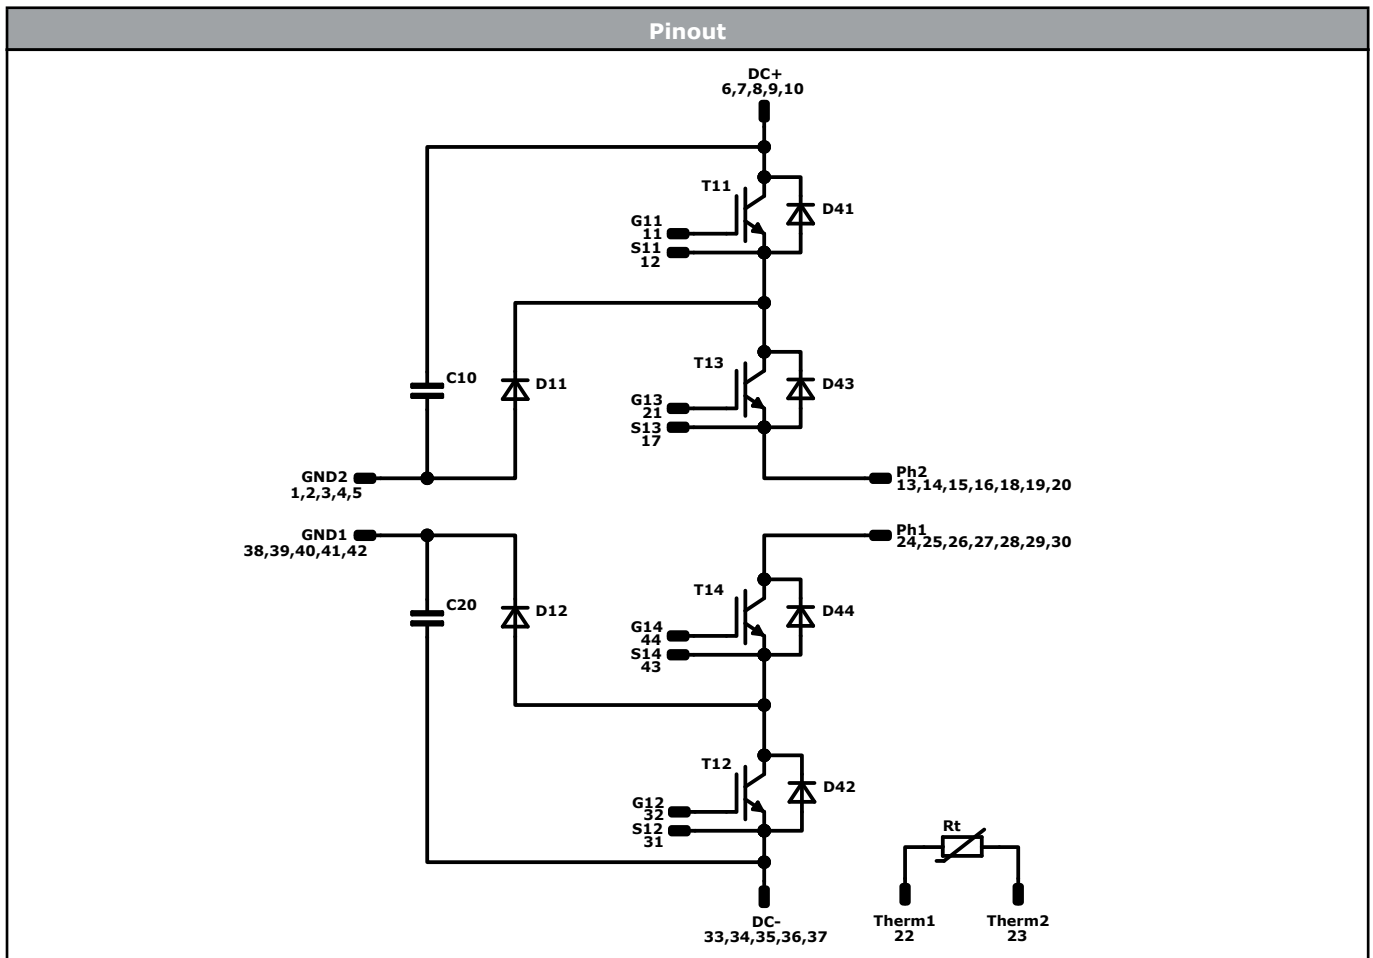 Pinout
DC+
6,7,8,9,10
T11
D41
G11
11
S11
12
T13
D43
C10
D11
G13
21
S13
17
GND2
1,2,3,4,5
Ph2
13,14,15,16,18,19,20
GND1
38,39,40,41,42
Ph1
24,25,26,27,28,29,30
T14
D44
C20
D12
G14
44
S14
43
T12
D42
G12
32
S12
31
Rt
DC-
33,34,35,36,37
Therm1
22
Therm2
23